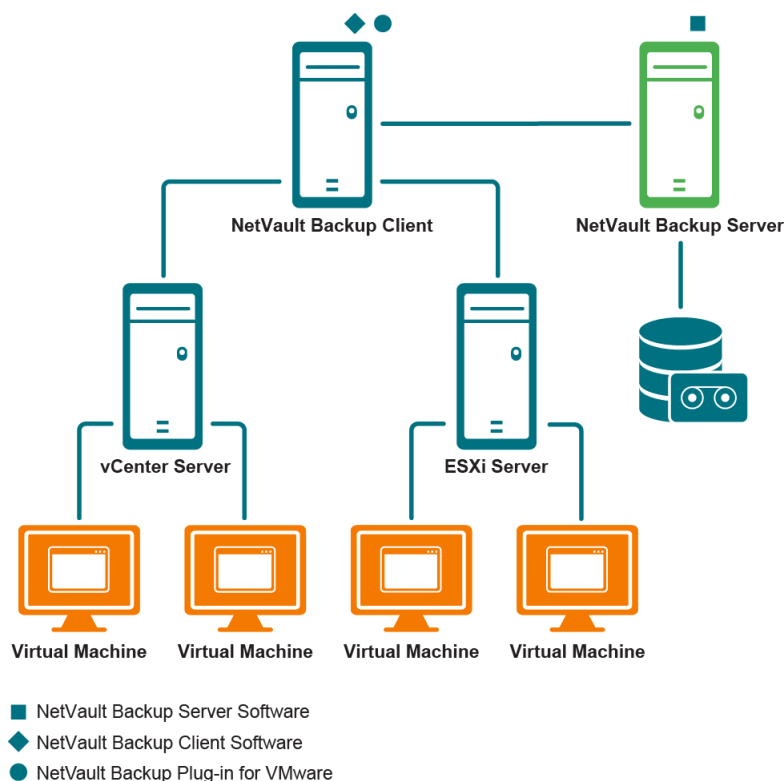 NetVault Backup Client
NetVault Backup Server
vCenter Server
ESXi Server
Virtual Machine
Virtual Machine
Virtual Machine
Virtual Machine
NetVault Backup Server Software
NetVault Backup Client Software
NetVault Backup Plug-in for VMware